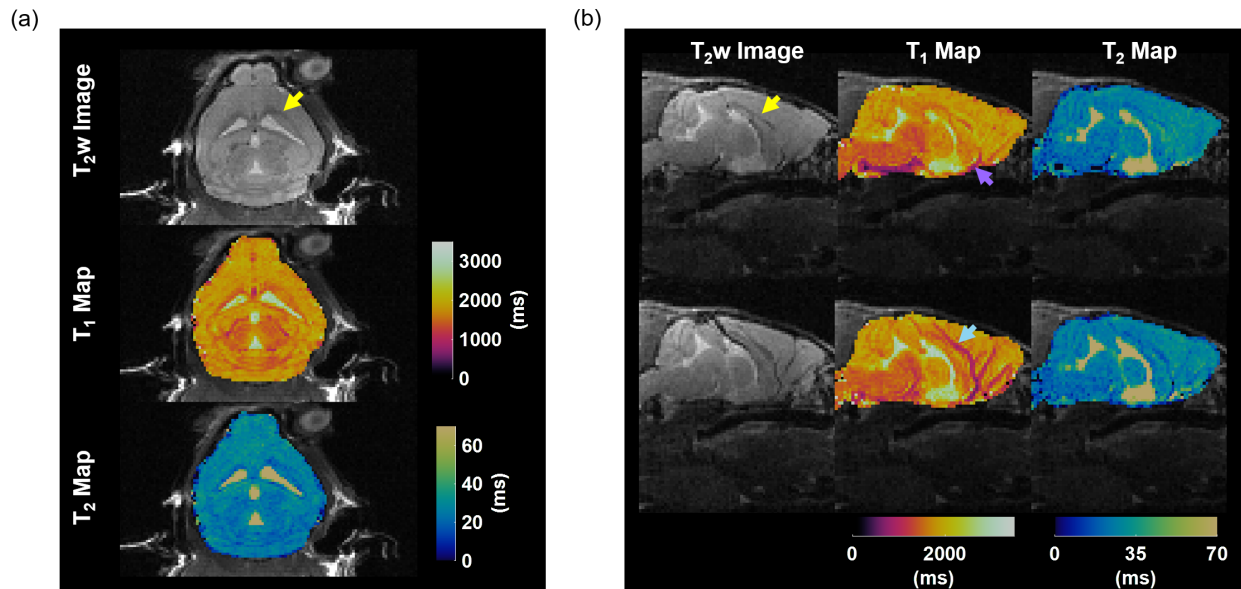 (a)
T₂w Image
T₁ Map
T₂ Map
3000
2000
1000
0
(ms)
60
40
20
0
(ms)
(b)
T₂w Image T₁ Map T₂ Map
0 2000
(ms)
0 35 70
(ms)